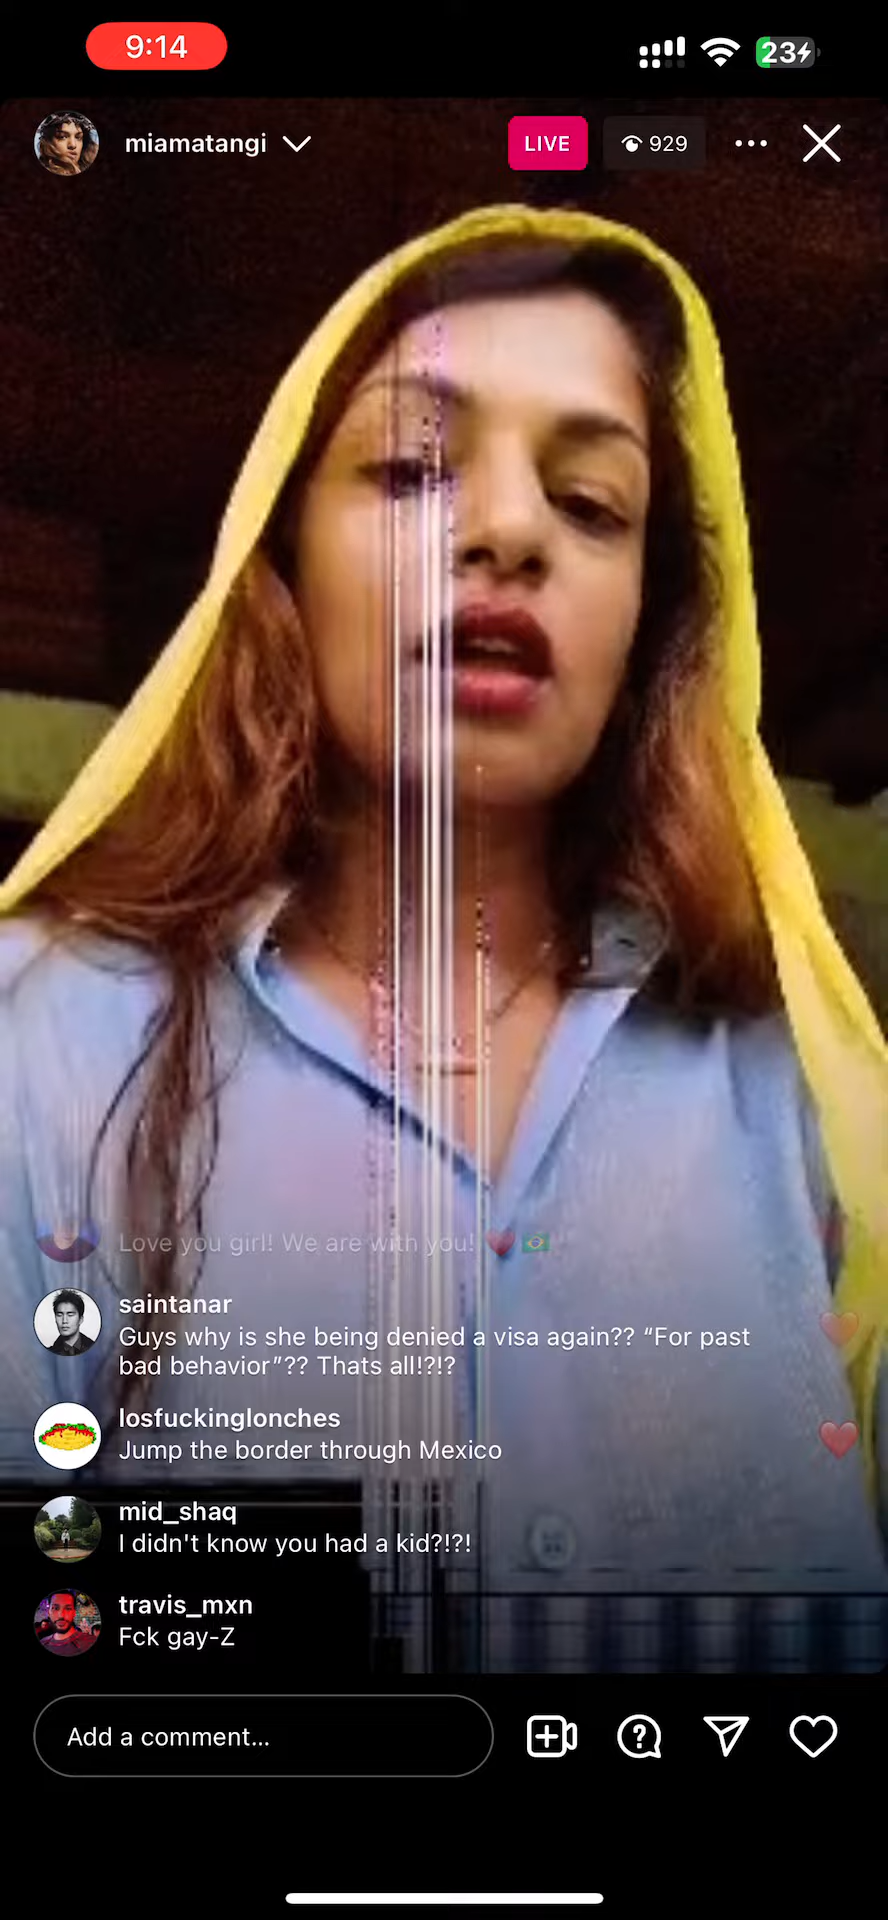 9:14
23
miamatangi
LIVE
929
Love you girl! We are with you! ❤️ 🇧🇷
saintanar
Guys why is she being denied a visa again?? “For past
bad behavior”?? Thats all!?!?
losfuckinglonches
Jump the border through Mexico
mid_shaq
I didn't know you had a kid?!?!
travis_mxn
Fck gay-Z
Add a comment...